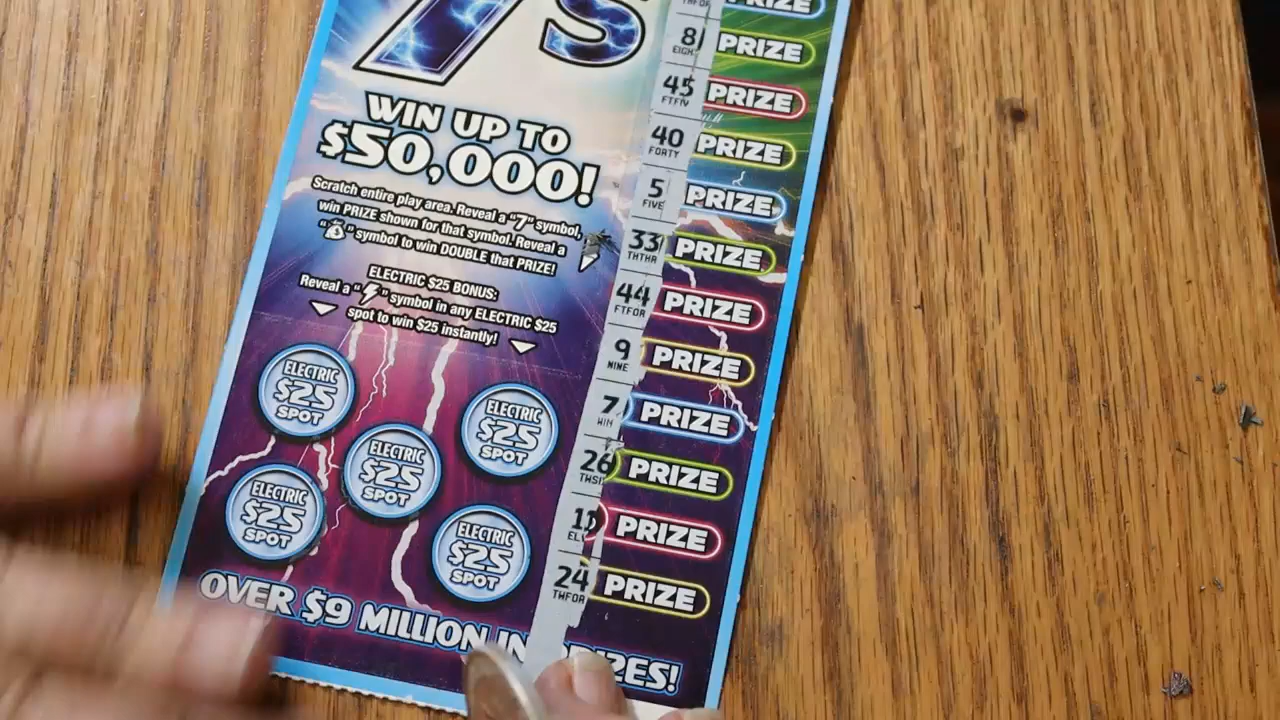 7's
WIN UP TO
$50,000!
Scratch entire play area. Reveal a "7" symbol,
win PRIZE shown for that symbol. Reveal a
" " symbol to win DOUBLE that PRIZE!
ELECTRIC $25 BONUS:
Reveal a " " symbol in any ELECTRIC $25
spot to win $25 instantly!
ELECTRIC
$25
SPOT
ELECTRIC
$25
SPOT
ELECTRIC
$25
SPOT
ELECTRIC
$25
SPOT
ELECTRIC
$25
SPOT
OVER $9 MILLION IN PRIZES!
PRIZE
8
EIGH
PRIZE
45
FTFIV
PRIZE
40
FORTY
PRIZE
5
FIVE
PRIZE
33
THTHR
PRIZE
44
FTFOR
PRIZE
9
NINE
PRIZE
7
WIN
PRIZE
26
TWSI
PRIZE
11
EL
PRIZE
24
TWFOR
PRIZE